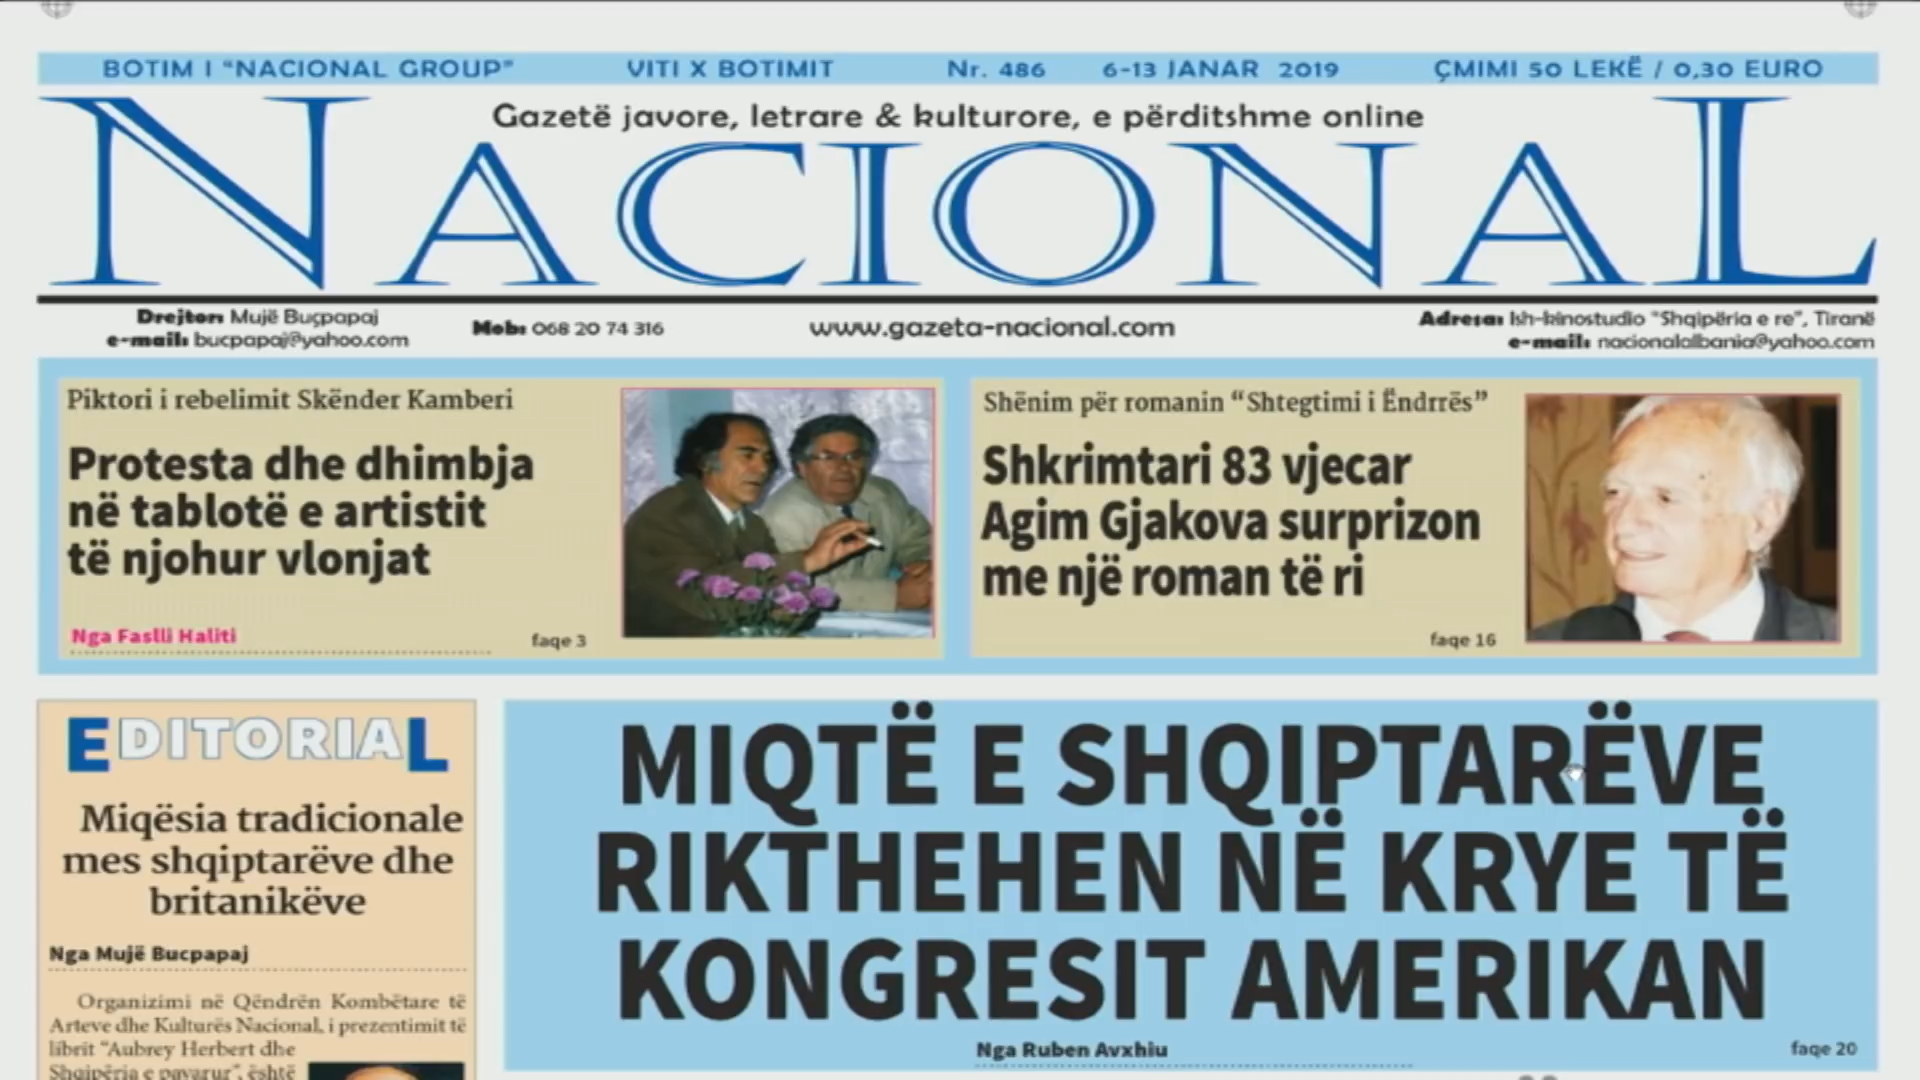 BOTIM I "NACIONAL GROUP" VITI X BOTIMIT Nr. 486 6-13 JANAR 2019 ÇMIMI 50 LEKË / 0,30 EURO
Gazetë javore, letrare & kulturore, e përditshme online
NACIONAL
Drejtor: Mujë Buçpapaj
e-mail: bucpapaj@yahoo.com
Mob: 068 20 74 316
www.gazeta-nacional.com
Adresa: Ish-kinostudio "Shqipëria e re", Tiranë
e-mail: nacionalalbania@yahoo.com
Piktori i rebelimit Skënder Kamberi
Protesta dhe dhimbja
në tablotë e artistit
të njohur vlonjat
Nga Faslli Haliti
faqe 3
Shënim për romanin “Shtegtimi i Ëndrrës”
Shkrimtari 83 vjecar
Agim Gjakova surprizon
me një roman të ri
faqe 16
EDITORIAL
Miqësia tradicionale
mes shqiptarëve dhe
britanikëve
Nga Mujë Bucpapaj
Organizimi në Qëndrën Kombëtare të
Arteve dhe Kulturës Nacional, i prezentimit të
librit “Aubrey Herbert dhe
Shqipëria e pavarur”, është
MIQTË E SHQIPTARËVE
RIKTHEHEN NË KRYE TË
KONGRESIT AMERIKAN
Nga Ruben Avxhiu
faqe 20